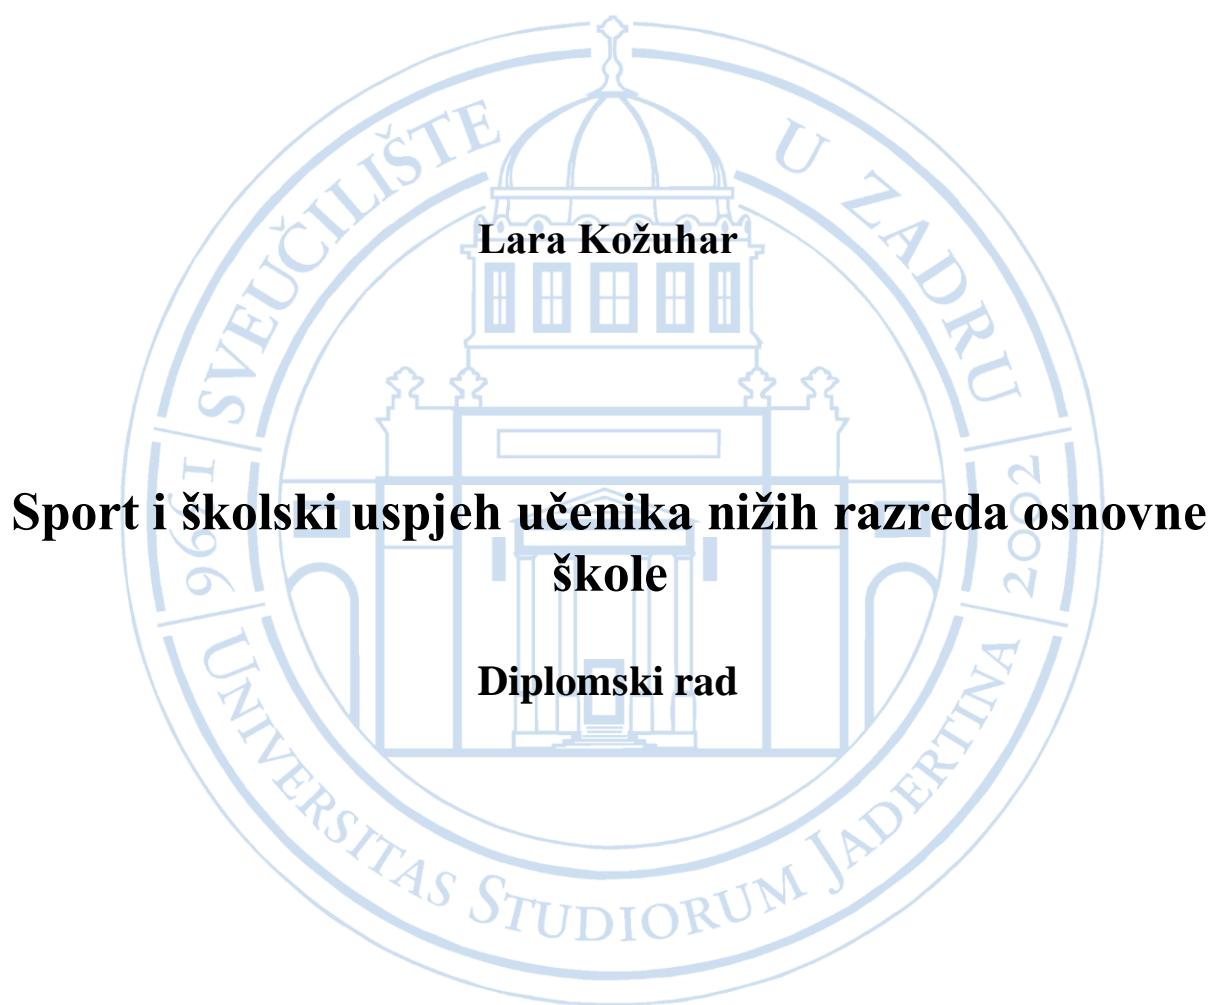 SVEUČILIŠTE U ZADRU
Lara Kožuhar
1396
2002
Sport i školski uspjeh učenika nižih razreda osnovne
škole
Diplomski rad
UNIVERSITAS STUDIORUM JADERTINA